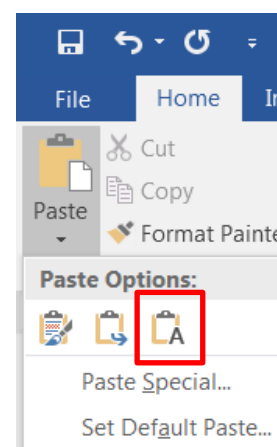 File Home
Cut
Copy
Paste
Format Painte
Paste Options:
A
Paste Special...
Set Default Paste...